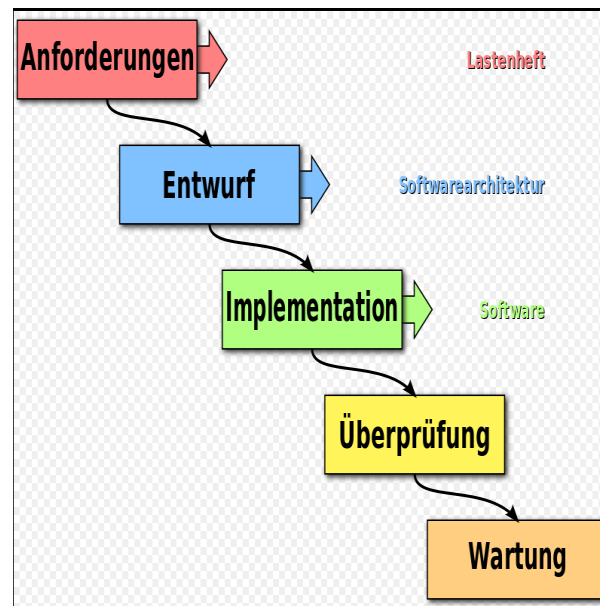 Anforderungen
Lastenheft
Entwurf
Softwarearchitektur
Implementation
Software
Überprüfung
Wartung